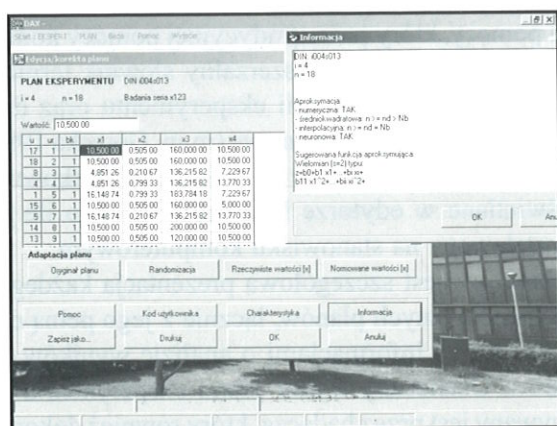 DAX -
Start EKSPERYMENT PLAN Baza Pomoc Wyjście
Edycja/korekta planu
PLAN EKSPERYMENTU DIN i004s013
i = 4 n = 18 Badania seria x123
Wartość: 10.500 00
u ur bk x1 x2 x3 x4
17 1 1 10.500 00 0.505 00 160.000 00 10.500 00
18 2 1 10.500 00 0.505 00 160.000 00 10.500 00
8 3 1 4.851 26 0.210 67 136.215 82 7.229 67
4 4 1 4.851 26 0.799 33 136.215 82 13.770 33
1 5 1 16.148 74 0.799 33 183.784 18 7.229 67
15 6 1 10.500 00 0.505 00 160.000 00 5.000 00
5 7 1 16.148 74 0.210 67 136.215 82 13.770 33
14 8 1 10.500 00 0.505 00 200.000 00 10.500 00
13 9 1 10.500 00 0.505 00 120.000 00 10.500 00
Adaptacja planu
Oryginał planu Randomizacja Rzeczywiste wartości [x] Normowane wartości [x]
Pomoc Kod użytkownika Charakterystyka Informacja
Zapisz jako... Drukuj OK Anuluj
Informacja
DIN i004s013
i = 4
n = 18
Aproksymacja
- numeryczna: TAK
- średniokwadratowa: n >= nd > Nb
- interpolacyjna: n >= nd = Nb
- neuronowa: TAK
Sugerowana funkcja aproksymująca:
Wielomian (s=2) typu:
z=b0+b1 x1+...+bi xi+
b11 x1^2+...+bii xi^2+
OK Anu